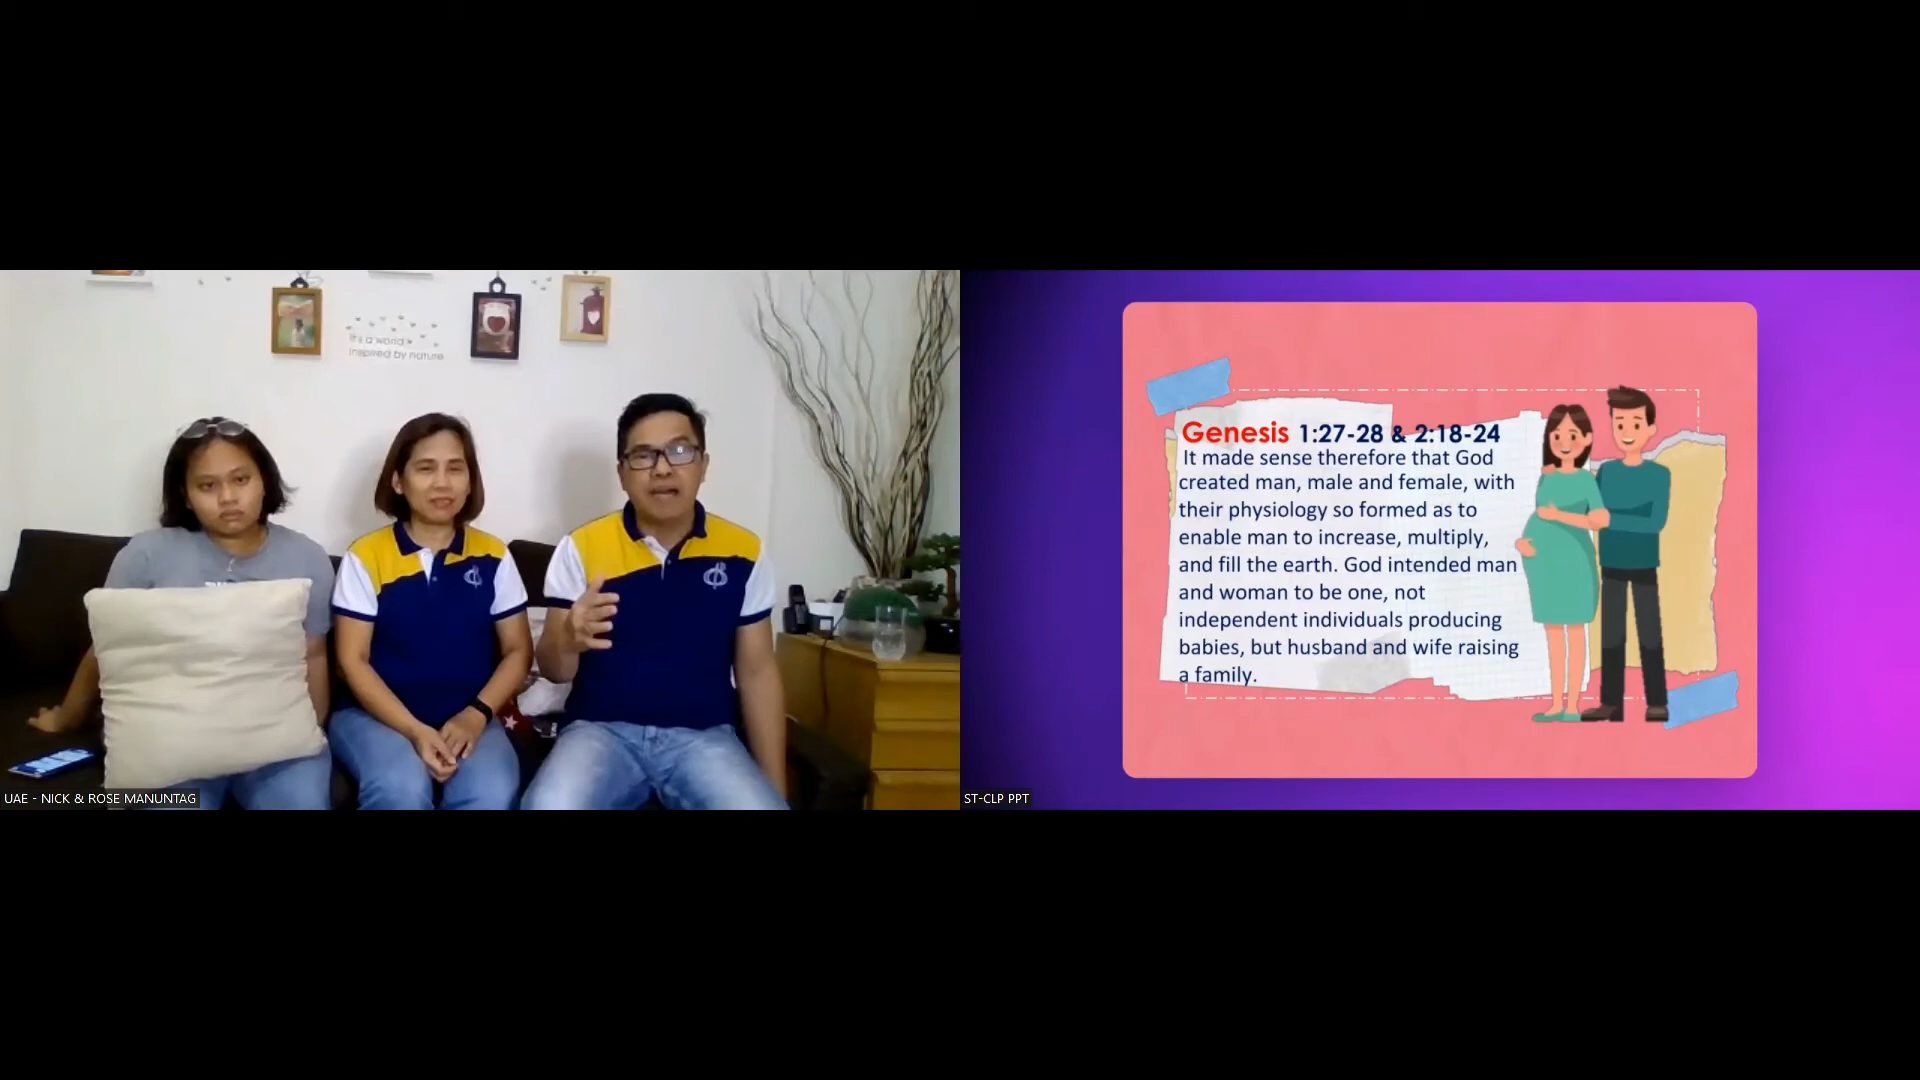 It's a world
inspired by nature
UAE - NICK & ROSE MANUNTAG
Genesis 1:27-28 & 2:18-24
It made sense therefore that God
created man, male and female, with
their physiology so formed as to
enable man to increase, multiply,
and fill the earth. God intended man
and woman to be one, not
independent individuals producing
babies, but husband and wife raising
a family.
ST-CLP PPT